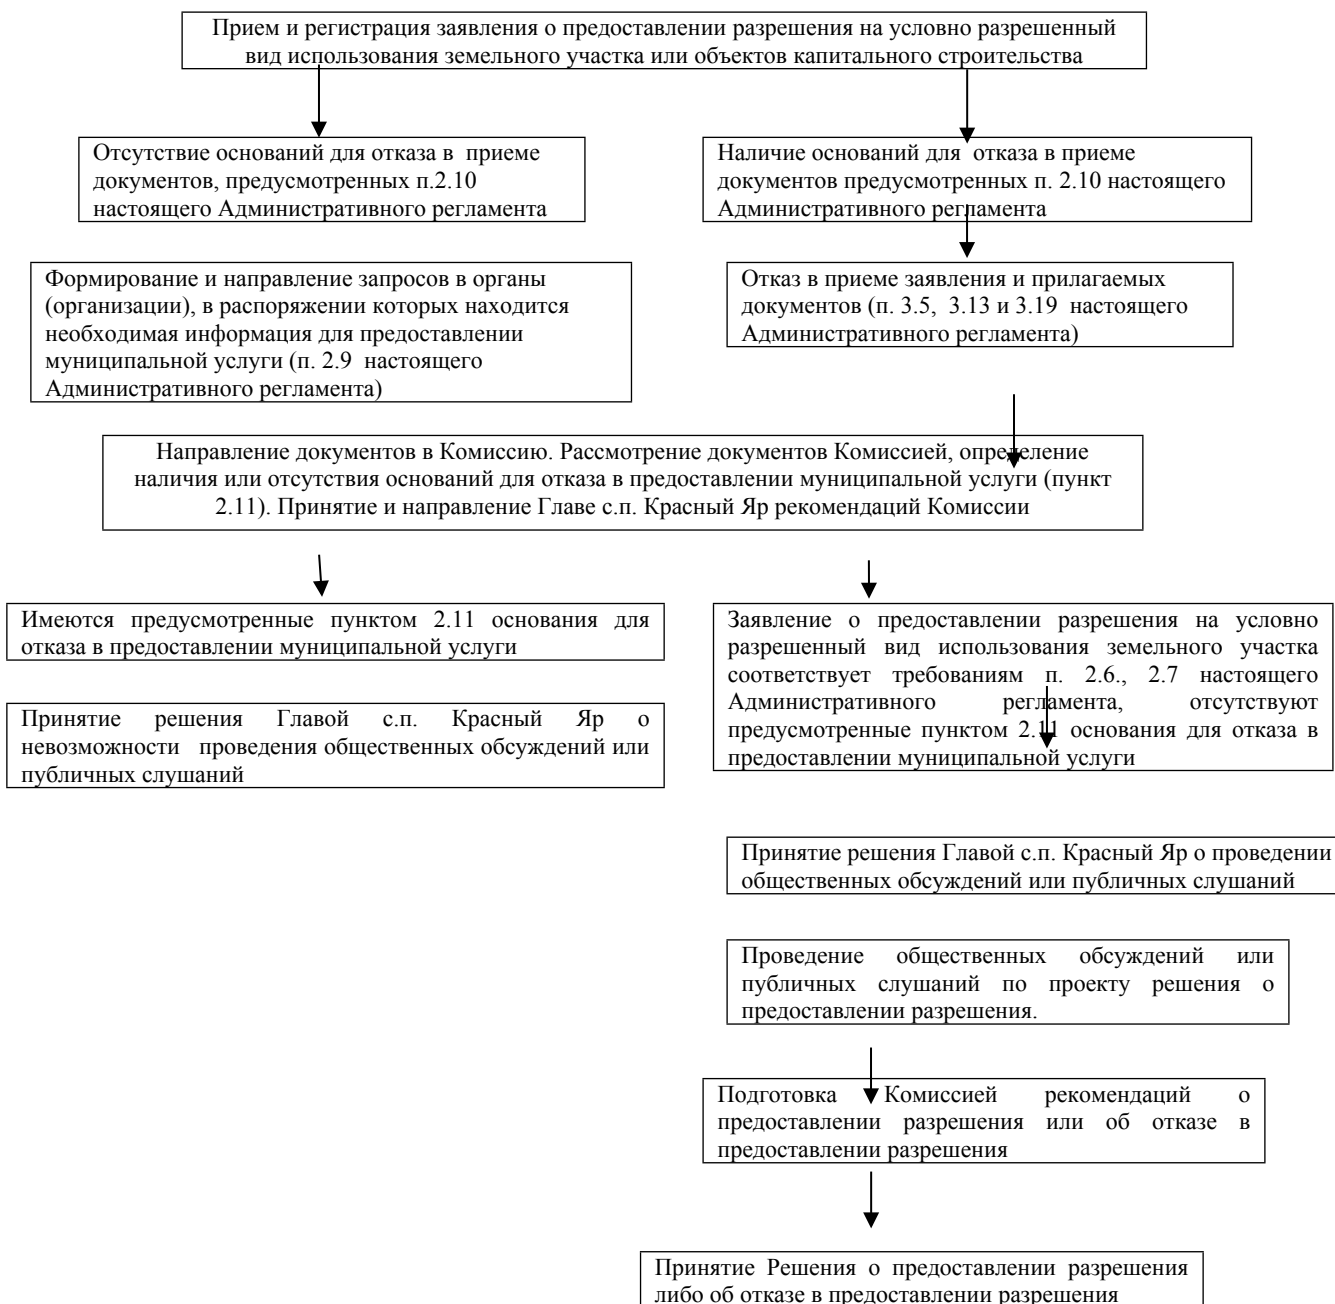 Прием и регистрация заявления о предоставлении разрешения на условно разрешенный
вид использования земельного участка или объектов капитального строительства
Отсутствие оснований для отказа в приеме
документов, предусмотренных п.2.10
настоящего Административного регламента
Наличие оснований для отказа в приеме
документов предусмотренных п. 2.10 настоящего
Административного регламента
Формирование и направление запросов в органы
(организации), в распоряжении которых находится
необходимая информация для предоставлении
муниципальной услуги (п. 2.9 настоящего
Административного регламента)
Отказ в приеме заявления и прилагаемых
документов (п. 3.5, 3.13 и 3.19 настоящего
Административного регламента)
Направление документов в Комиссию. Рассмотрение документов Комиссией, определение
наличия или отсутствия оснований для отказа в предоставлении муниципальной услуги (пункт
2.11). Принятие и направление Главе с.п. Красный Яр рекомендаций Комиссии
Имеются предусмотренные пунктом 2.11 основания для
отказа в предоставлении муниципальной услуги
Принятие решения Главой с.п. Красный Яр о
невозможности проведения общественных обсуждений или
публичных слушаний
Заявление о предоставлении разрешения на условно
разрешенный вид использования земельного участка
соответствует требованиям п. 2.6., 2.7 настоящего
Административного регламента, отсутствуют
предусмотренные пунктом 2.11 основания для отказа в
предоставлении муниципальной услуги
Принятие решения Главой с.п. Красный Яр о проведении
общественных обсуждений или публичных слушаний
Проведение общественных обсуждений или
публичных слушаний по проекту решения о
предоставлении разрешения.
Подготовка Комиссией рекомендаций о
предоставлении разрешения или об отказе в
предоставлении разрешения
Принятие Решения о предоставлении разрешения
либо об отказе в предоставлении разрешения